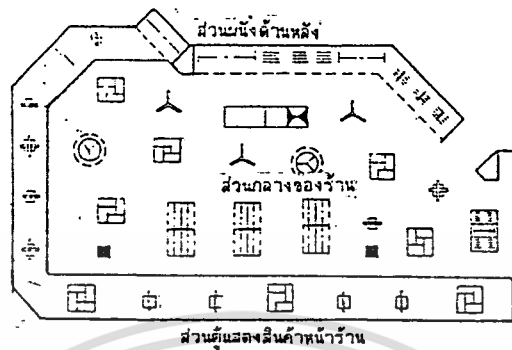 ส่วนผนังด้านหลัง
ส่วนกลางของร้าน
ส่วนตู้แสดงสินค้าหน้าร้าน